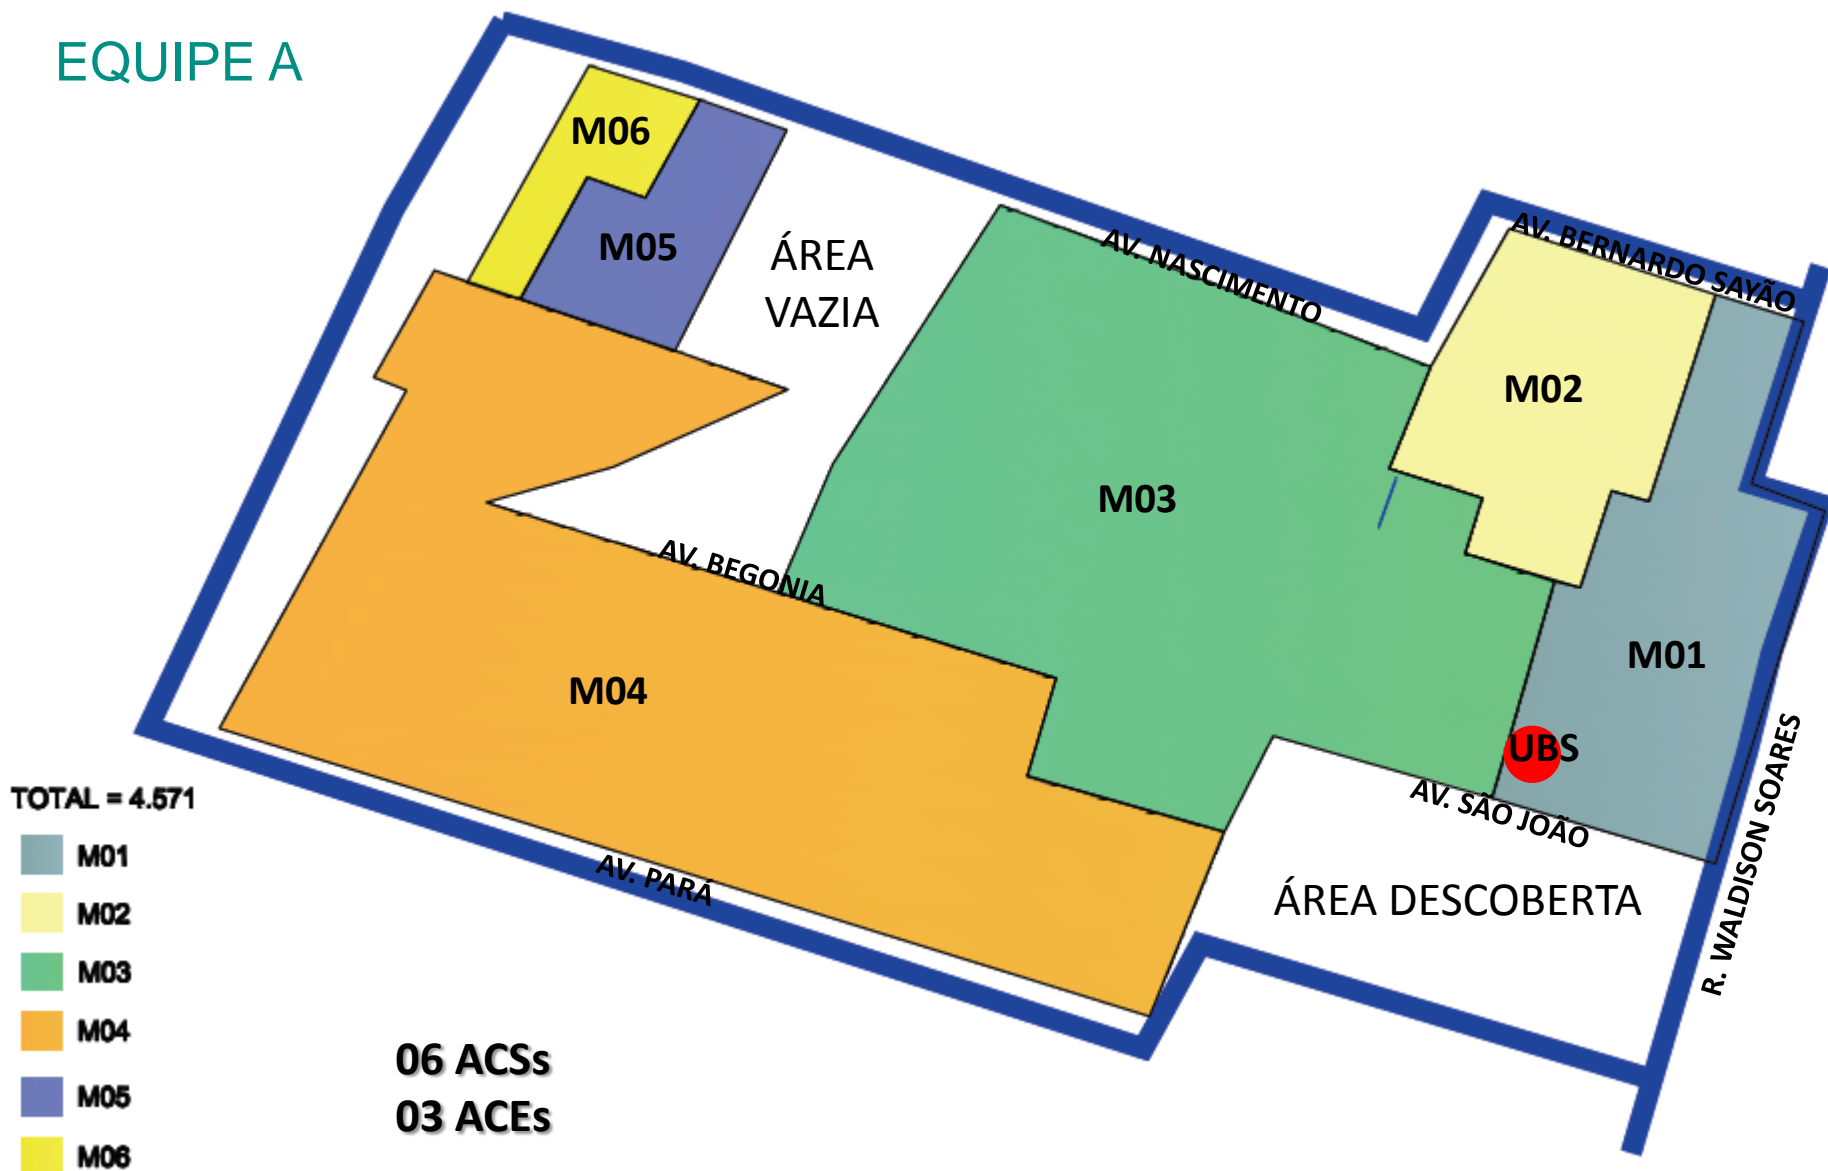 EQUIPE A
M06
M05
ÁREA
VAZIA
AV. NASCIMENTO
AV. BERNARDO SAYÃO
M02
M03
AV. BEGONIA
M01
M04
UBS
AV. SÃO JOÃO
R. WALDISON SOARES
AV. PARÁ
ÁREA DESCOBERTA
TOTAL = 4.571
M01
M02
M03
M04
M05
M06
06 ACSs
03 ACEs